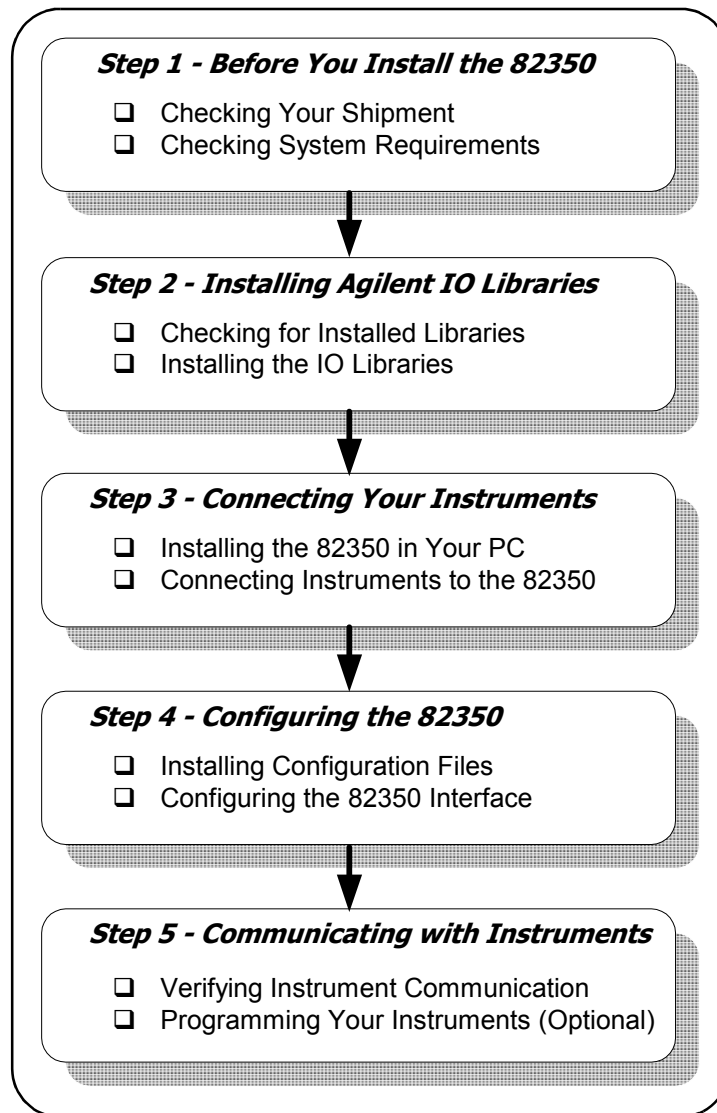 Step 1 - Before You Install the 82350
❑ Checking Your Shipment
❑ Checking System Requirements
Step 2 - Installing Agilent IO Libraries
❑ Checking for Installed Libraries
❑ Installing the IO Libraries
Step 3 - Connecting Your Instruments
❑ Installing the 82350 in Your PC
❑ Connecting Instruments to the 82350
Step 4 - Configuring the 82350
❑ Installing Configuration Files
❑ Configuring the 82350 Interface
Step 5 - Communicating with Instruments
❑ Verifying Instrument Communication
❑ Programming Your Instruments (Optional)